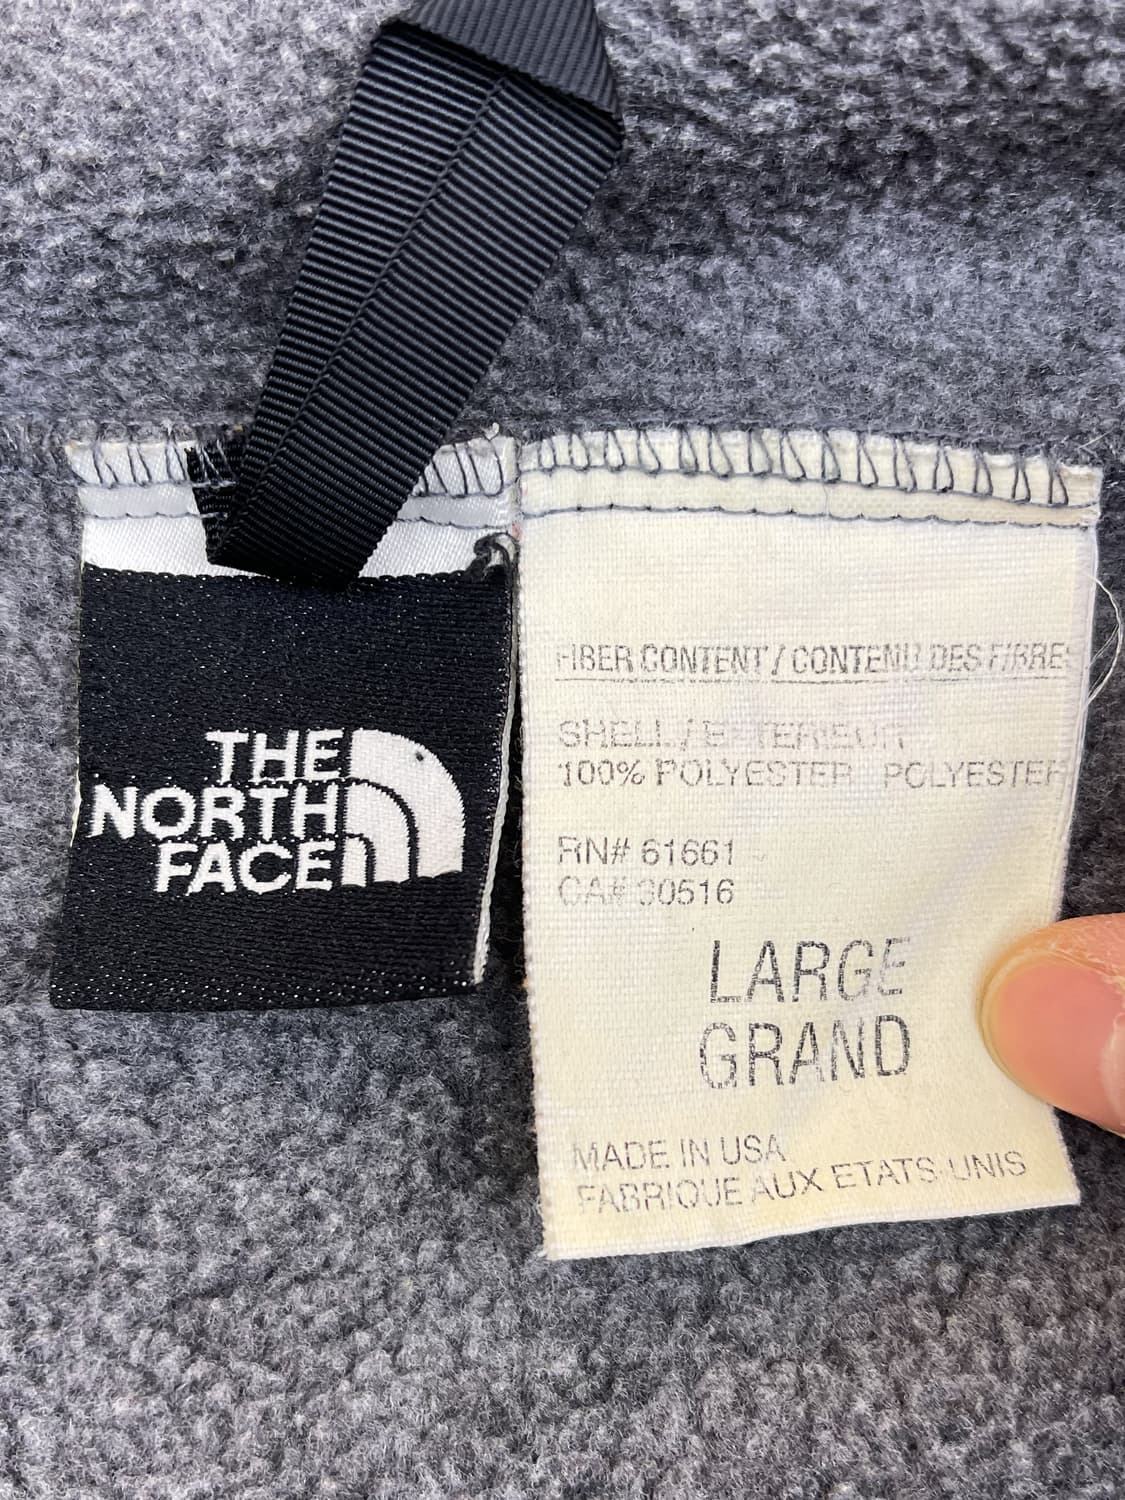 THE
NORTH
FACE
FIBER CONTENT / CONTENU DES FIBRES
SHELL / EXTERIEUR
100% POLYESTER POLYESTER
RN# 61661
CA# 30516
LARGE
GRAND
MADE IN USA
FABRIQUE AUX ETATS-UNIS